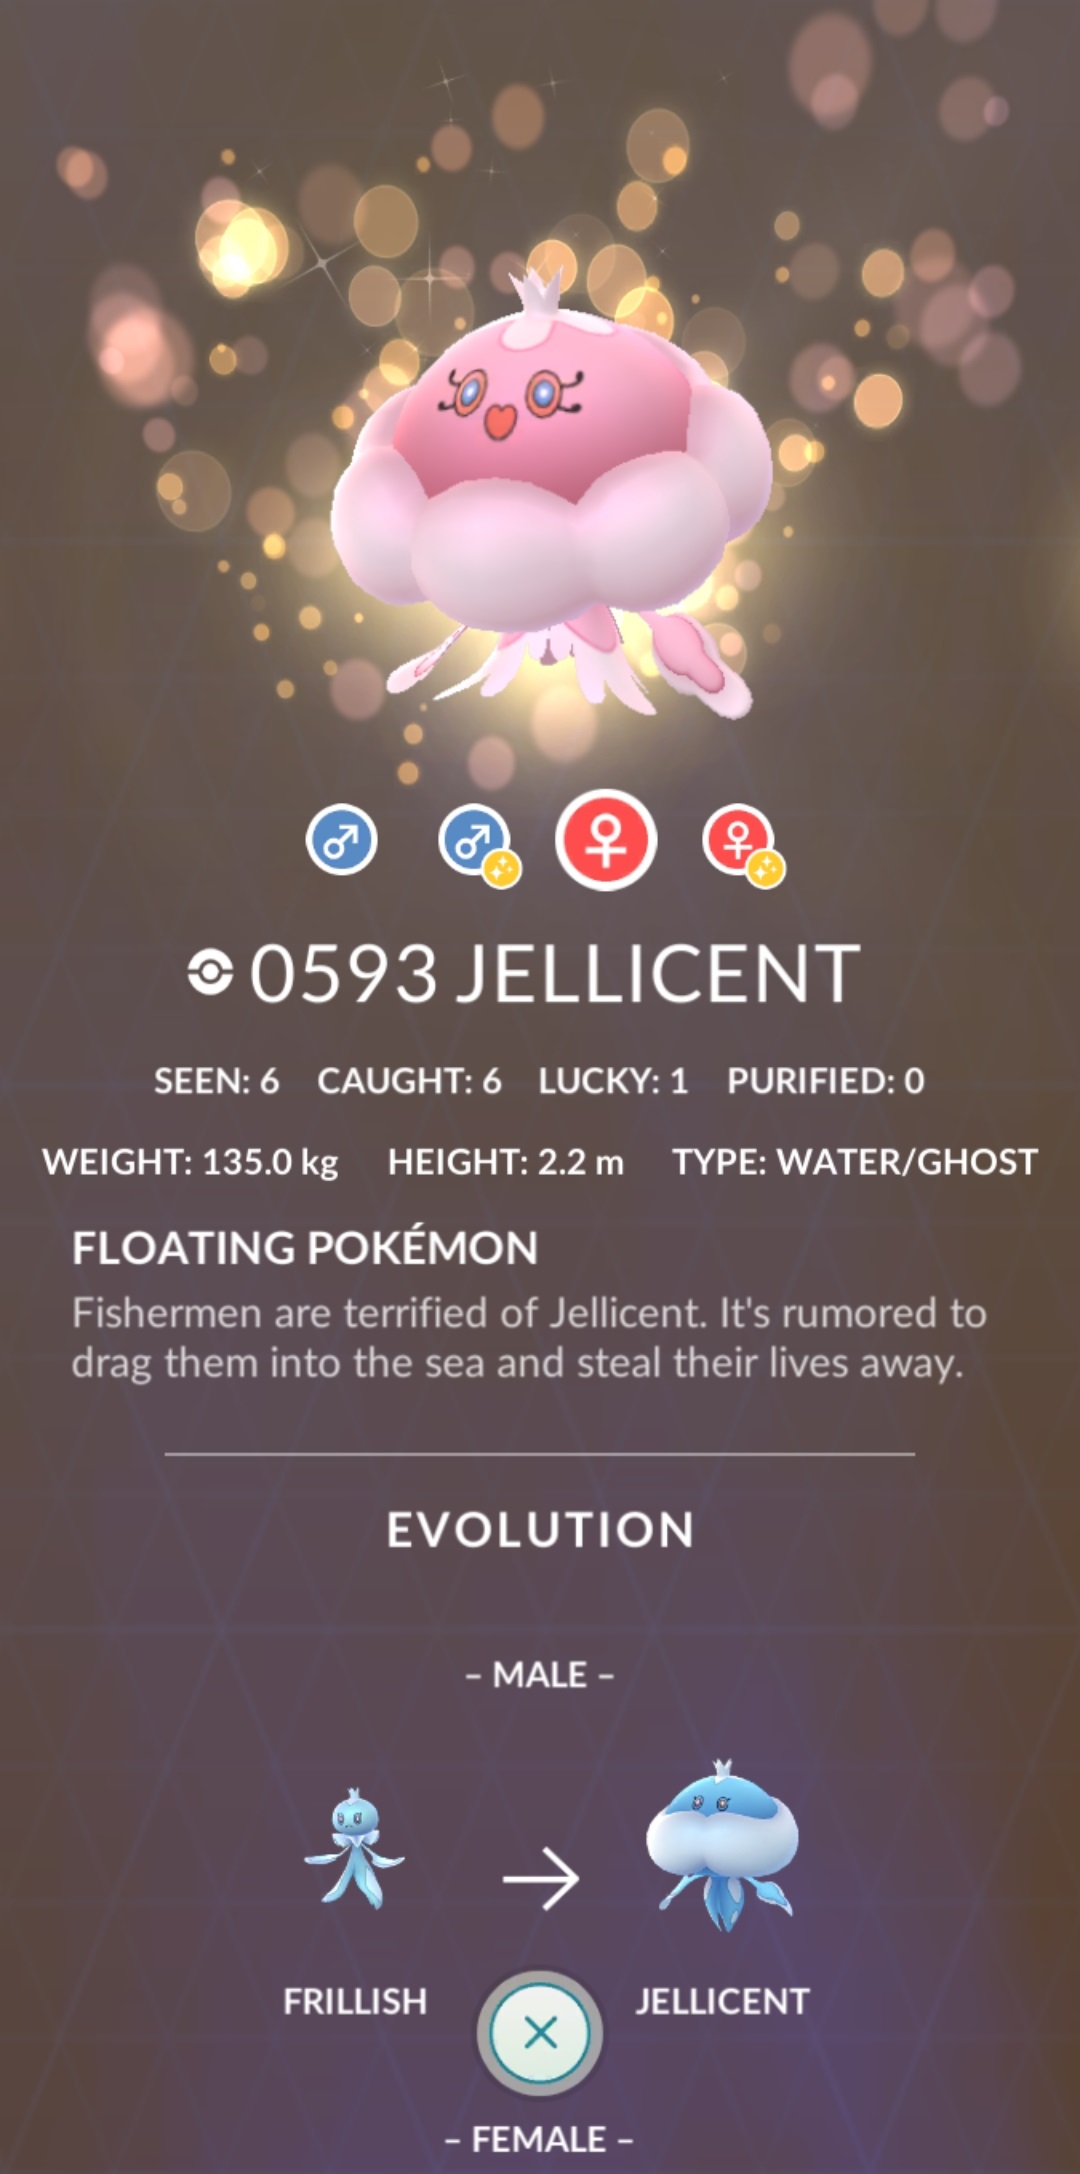 0593 JELLICENT
SEEN: 6 CAUGHT: 6 LUCKY: 1 PURIFIED: 0
WEIGHT: 135.0 kg HEIGHT: 2.2 m TYPE: WATER/GHOST
FLOATING POKÉMON
Fishermen are terrified of Jellicent. It's rumored to
drag them into the sea and steal their lives away.
EVOLUTION
– MALE –
FRILLISH JELLICENT
– FEMALE –